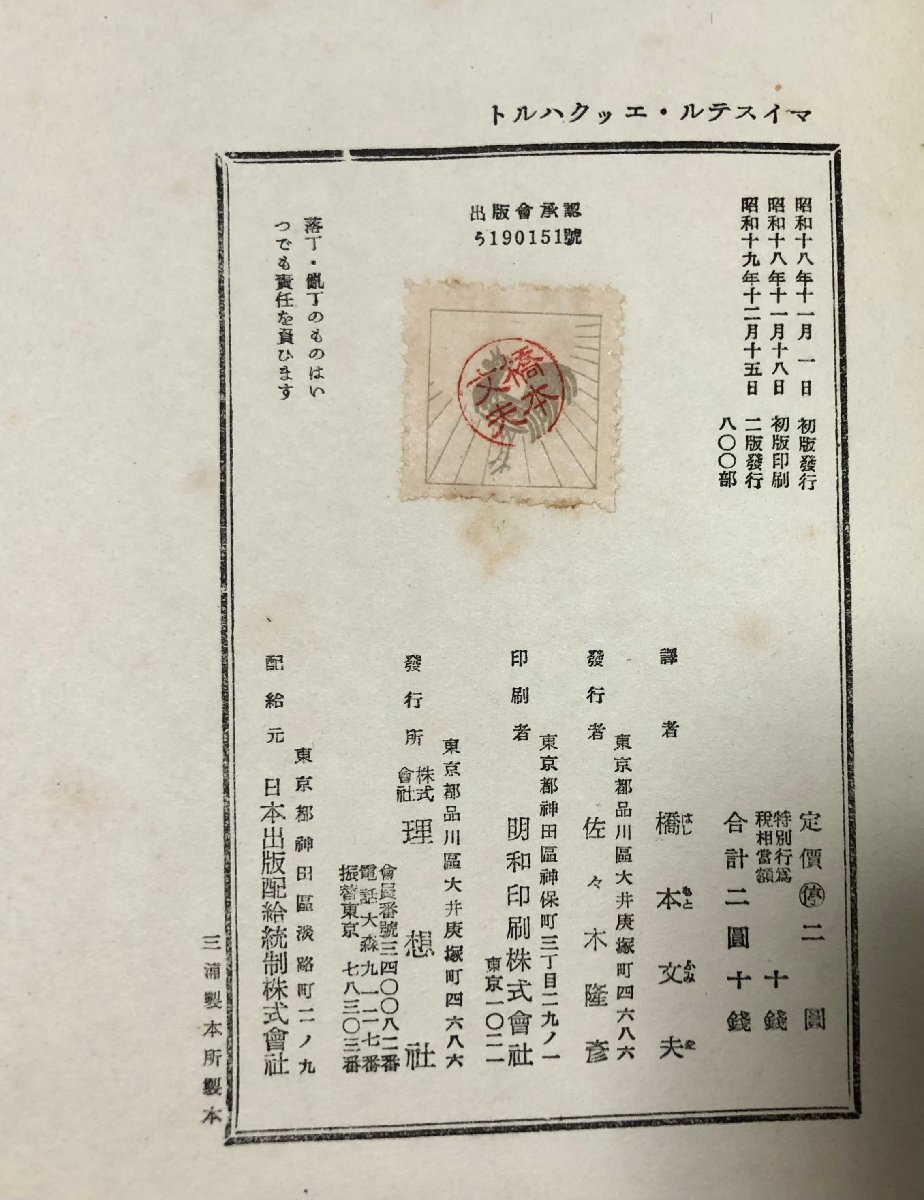 トルハクッエ・ルテスイマ
昭和十八年十一月 一日 初版發行
昭和十八年十一月十八日 初版印刷
昭和十九年十二月十五日 二版發行
八〇〇部
出版會承認
う190151號
橋本
文夫
落丁・亂丁のものはい
つでも責任を負ひます
定價 停 二圓
特別行爲
税相當額 十錢
合計二圓十錢
譯者 橋本文夫
はし もと ふみ を
東京都品川區大井庚塚町四六八六
發行者 佐々木隆彥
東京都神田區神保町三丁目二九ノ一
印刷者 明和印刷株式會社
東京一〇二一
東京都品川區大井庚塚町四六八六
發行所 株式會社 理想社
會員番號三四〇〇八二番
電話大森九一二七番
振替東京 七八三〇三番
東京都神田區淡路町二ノ九
配給元 日本出版配給統制株式會社
三浦製本所製本